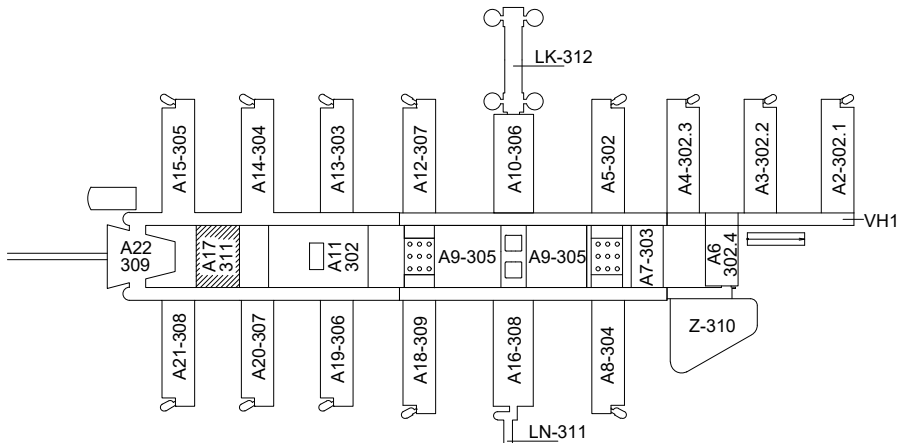 LK-312
A15-305
A14-304
A13-303
A12-307
A10-306
A5-302
A4-302.3
A3-302.2
A2-302.1
VH1
A22
309
A17
311
A11
302
A9-305
A9-305
A7-303
A6
302.4
Z-310
A21-308
A20-307
A19-306
A18-309
A16-308
A8-304
LN-311